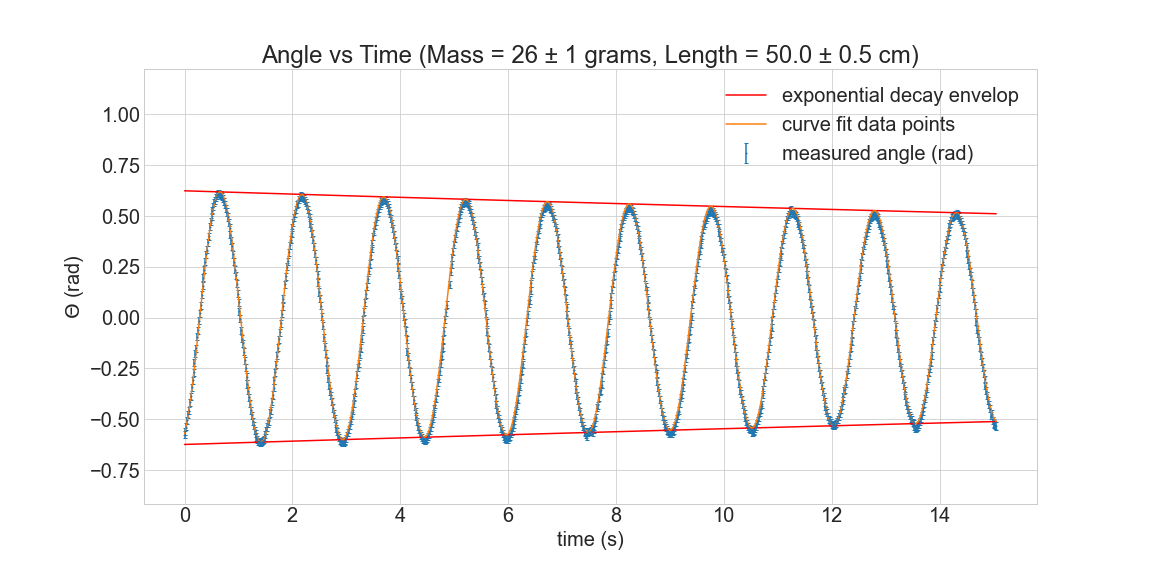 Angle vs Time (Mass = 26 ± 1 grams, Length = 50.0 ± 0.5 cm)
exponential decay envelop
curve fit data points
measured angle (rad)
1.00
0.75
0.50
0.25
0.00
−0.25
−0.50
−0.75
Θ (rad)
0 2 4 6 8 10 12 14
time (s)